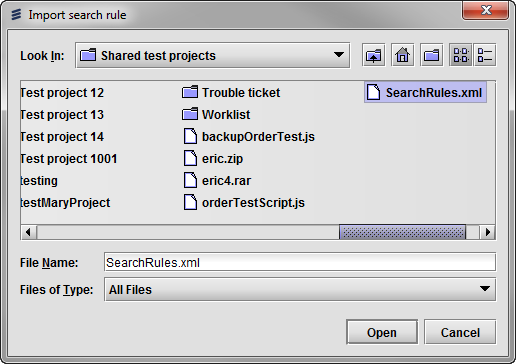 Import search rule
Look In: Shared test projects
Test project 12
Test project 13
Test project 14
Test project 1001
testing
testMaryProject
Trouble ticket
Worklist
backupOrderTest.js
eric.zip
eric4.rar
orderTestScript.js
SearchRules.xml
File Name: SearchRules.xml
Files of Type: All Files
Open Cancel